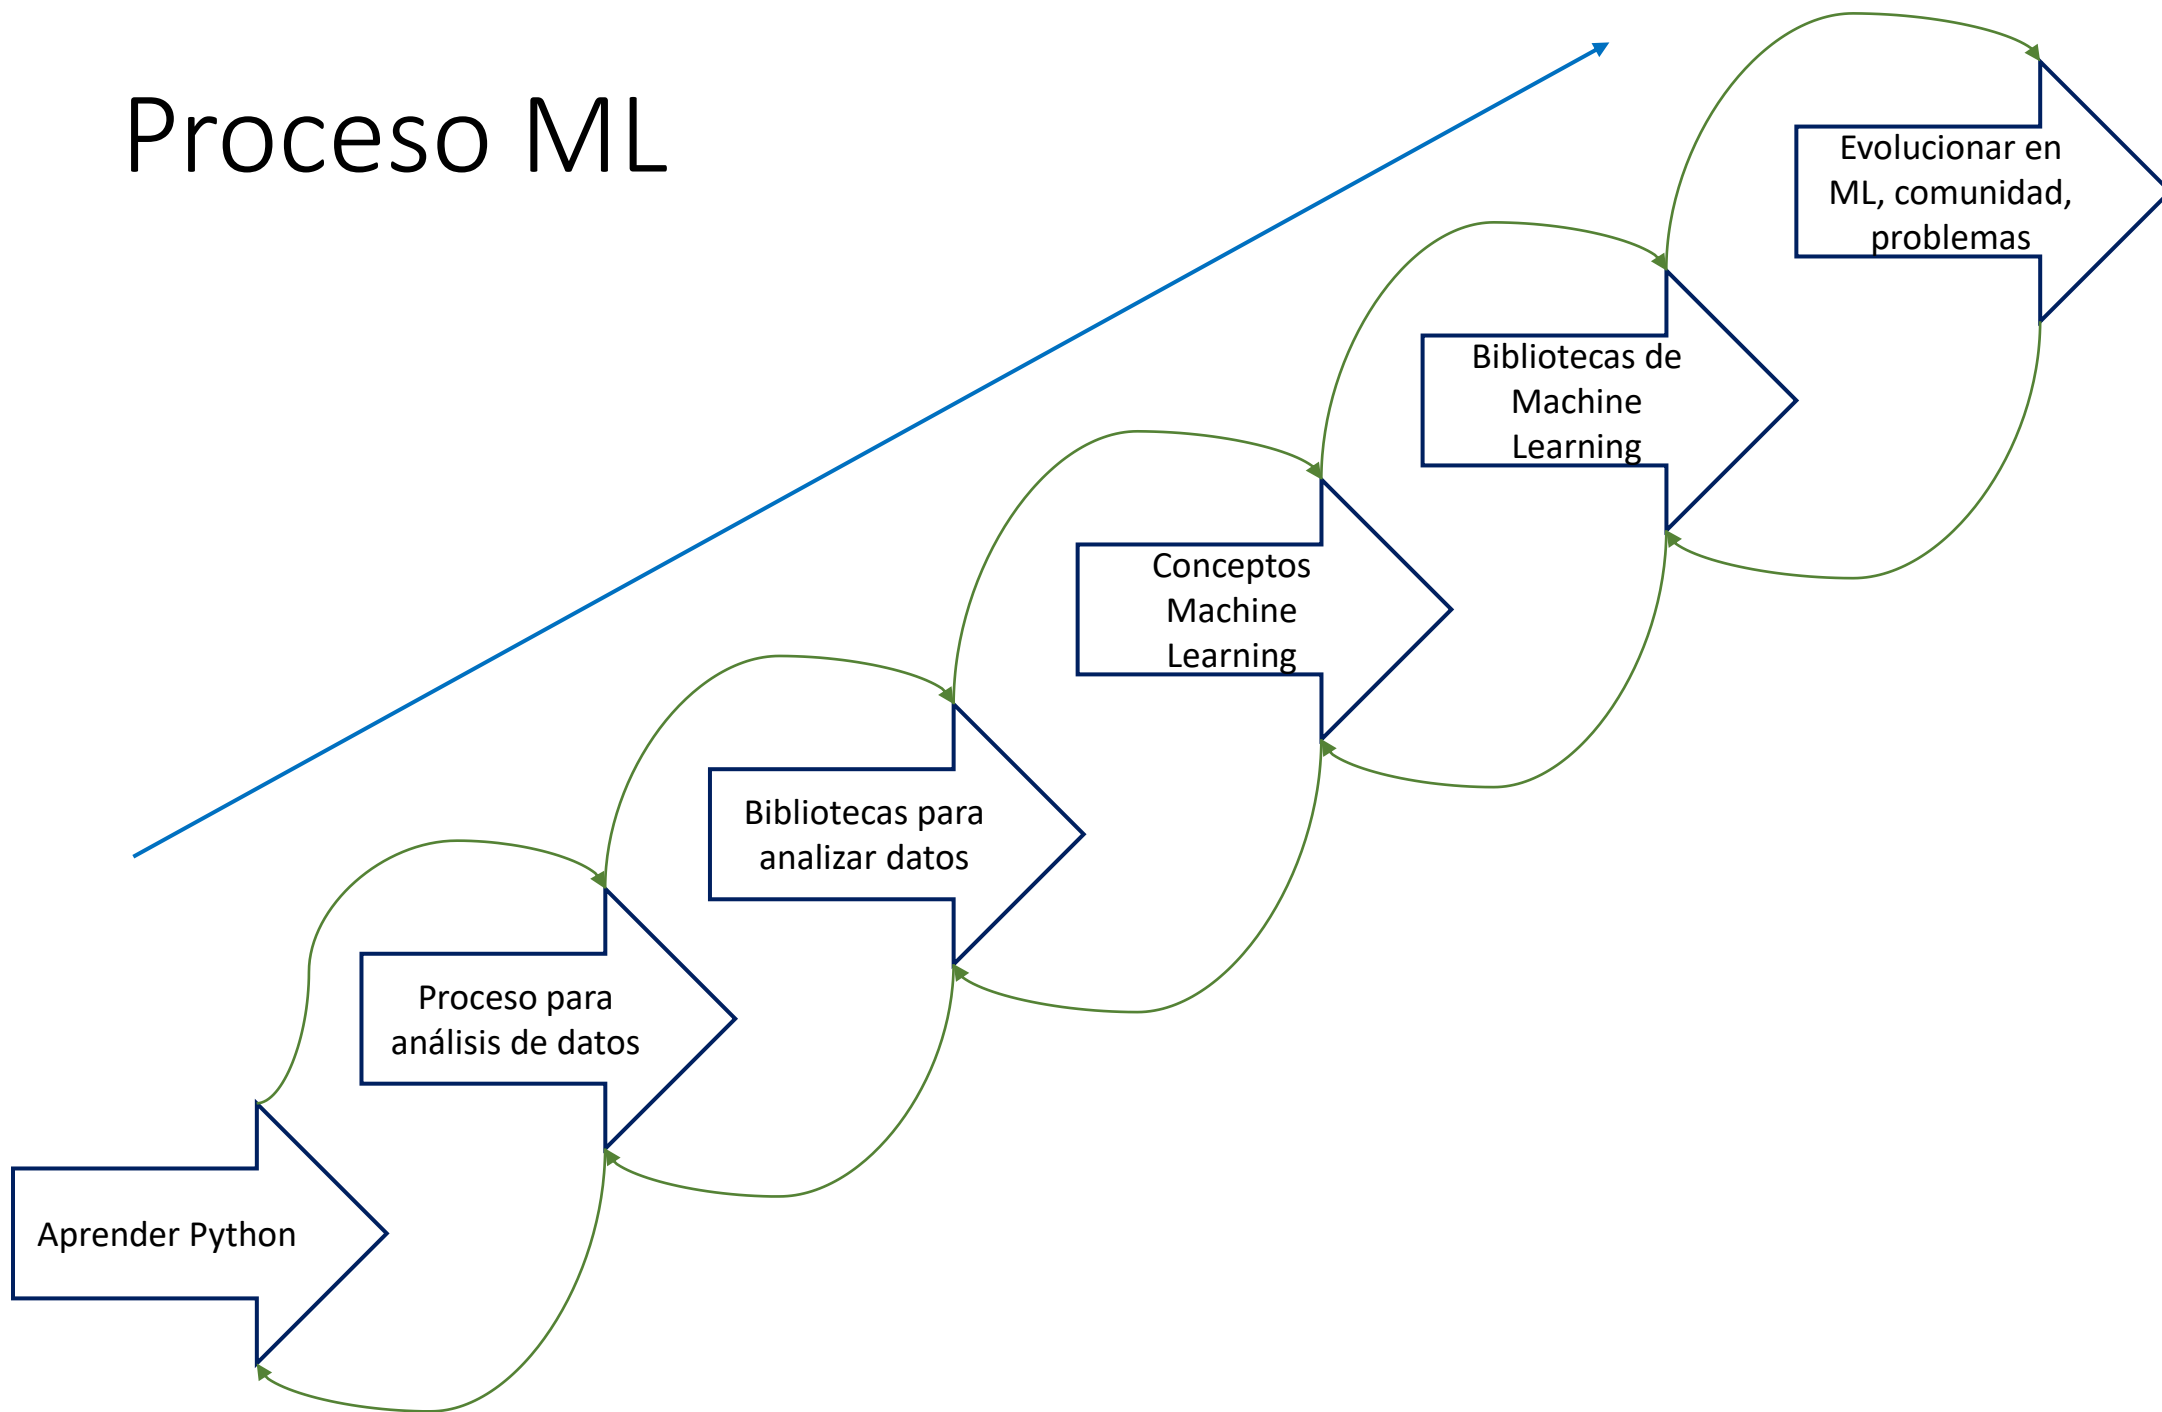 Proceso ML
Evolucionar en
ML, comunidad,
problemas
Bibliotecas de
Machine
Learning
Conceptos
Machine
Learning
Bibliotecas para
analizar datos
Proceso para
análisis de datos
Aprender Python